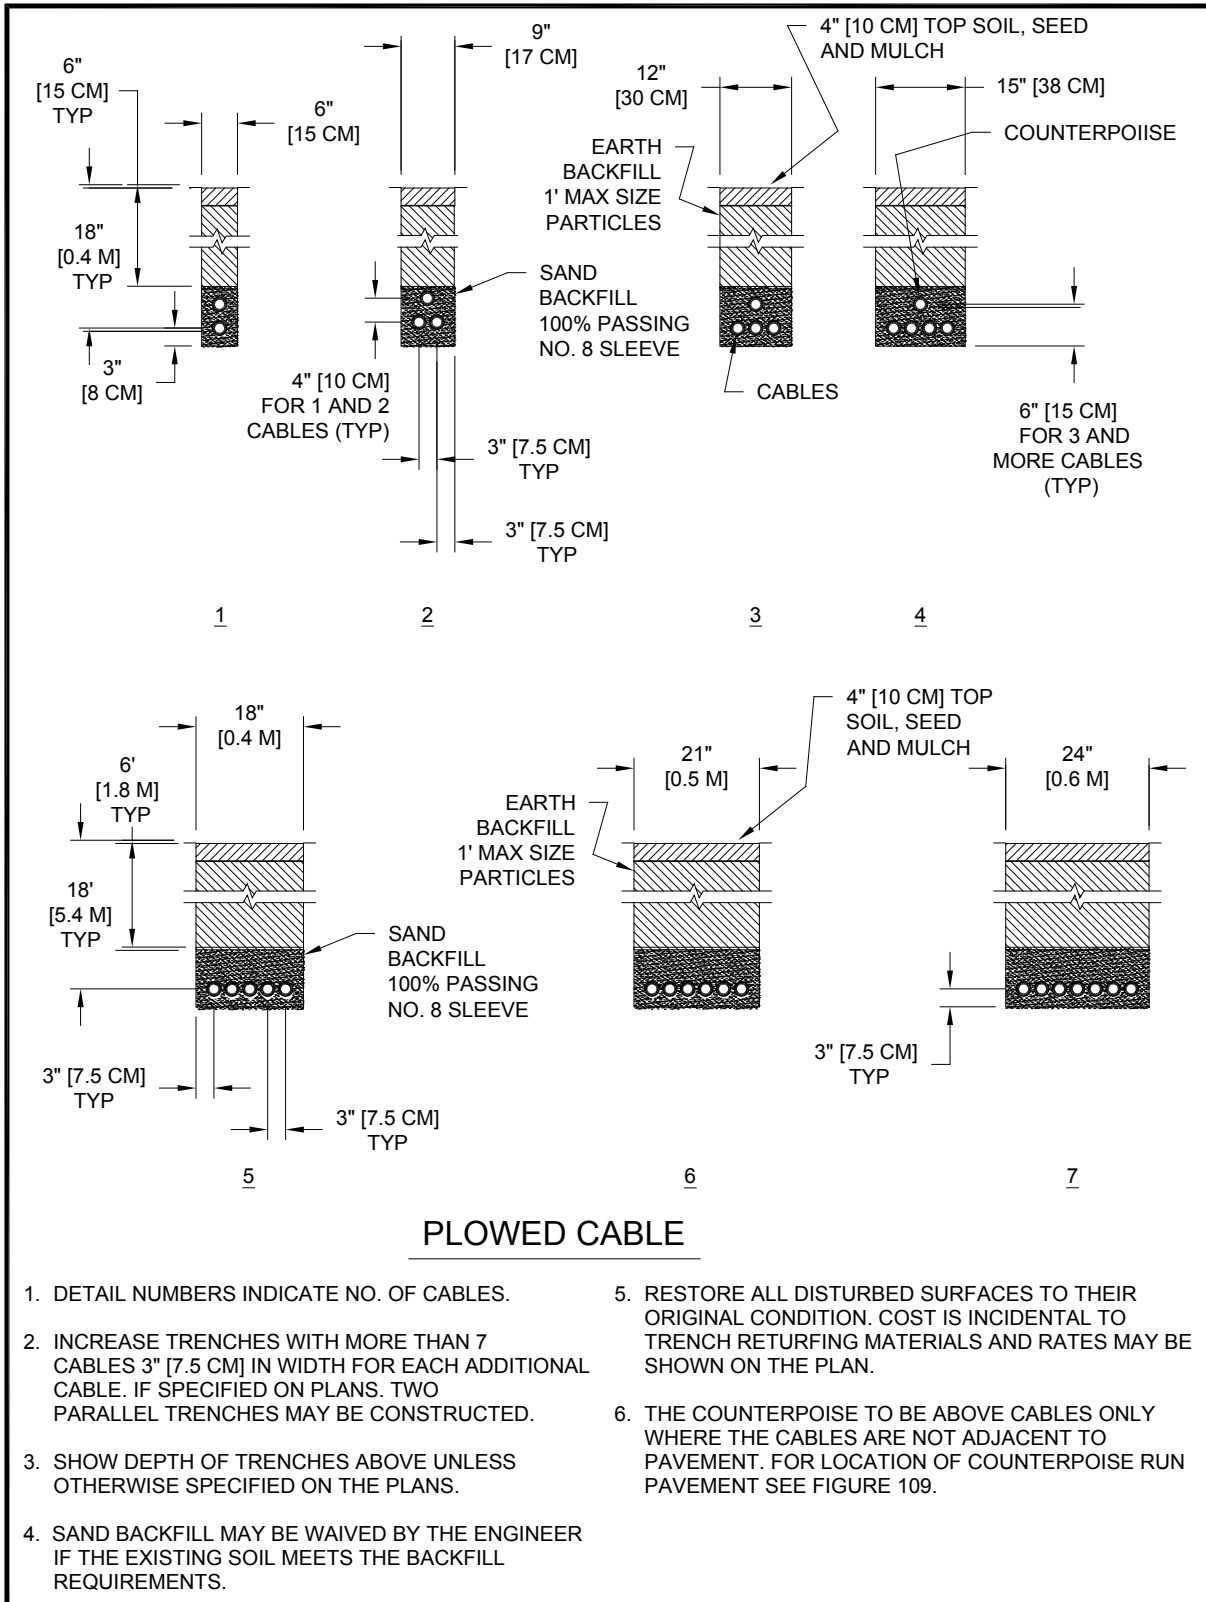 6"
[15 CM]
TYP
6"
[15 CM]
18"
[0.4 M]
TYP
3"
[8 CM]
9"
[17 CM]
SAND
BACKFILL
100% PASSING
NO. 8 SLEEVE
4" [10 CM]
FOR 1 AND 2
CABLES (TYP)
3" [7.5 CM]
TYP
3" [7.5 CM]
TYP
4" [10 CM] TOP SOIL, SEED
AND MULCH
12"
[30 CM]
15" [38 CM]
COUNTERPOIISE
EARTH
BACKFILL
1' MAX SIZE
PARTICLES
CABLES
6" [15 CM]
FOR 3 AND
MORE CABLES
(TYP)
1
2
3
4
18"
[0.4 M]
6'
[1.8 M]
TYP
18'
[5.4 M]
TYP
SAND
BACKFILL
100% PASSING
NO. 8 SLEEVE
3" [7.5 CM]
TYP
3" [7.5 CM]
TYP
4" [10 CM] TOP
SOIL, SEED
AND MULCH
21"
[0.5 M]
24"
[0.6 M]
EARTH
BACKFILL
1' MAX SIZE
PARTICLES
3" [7.5 CM]
TYP
5
6
7
PLOWED CABLE
1. DETAIL NUMBERS INDICATE NO. OF CABLES.
2. INCREASE TRENCHES WITH MORE THAN 7
CABLES 3" [7.5 CM] IN WIDTH FOR EACH ADDITIONAL
CABLE. IF SPECIFIED ON PLANS. TWO
PARALLEL TRENCHES MAY BE CONSTRUCTED.
3. SHOW DEPTH OF TRENCHES ABOVE UNLESS
OTHERWISE SPECIFIED ON THE PLANS.
4. SAND BACKFILL MAY BE WAIVED BY THE ENGINEER
IF THE EXISTING SOIL MEETS THE BACKFILL
REQUIREMENTS.
5. RESTORE ALL DISTURBED SURFACES TO THEIR
ORIGINAL CONDITION. COST IS INCIDENTAL TO
TRENCH RETURFING MATERIALS AND RATES MAY BE
SHOWN ON THE PLAN.
6. THE COUNTERPOISE TO BE ABOVE CABLES ONLY
WHERE THE CABLES ARE NOT ADJACENT TO
PAVEMENT. FOR LOCATION OF COUNTERPOISE RUN
PAVEMENT SEE FIGURE 109.